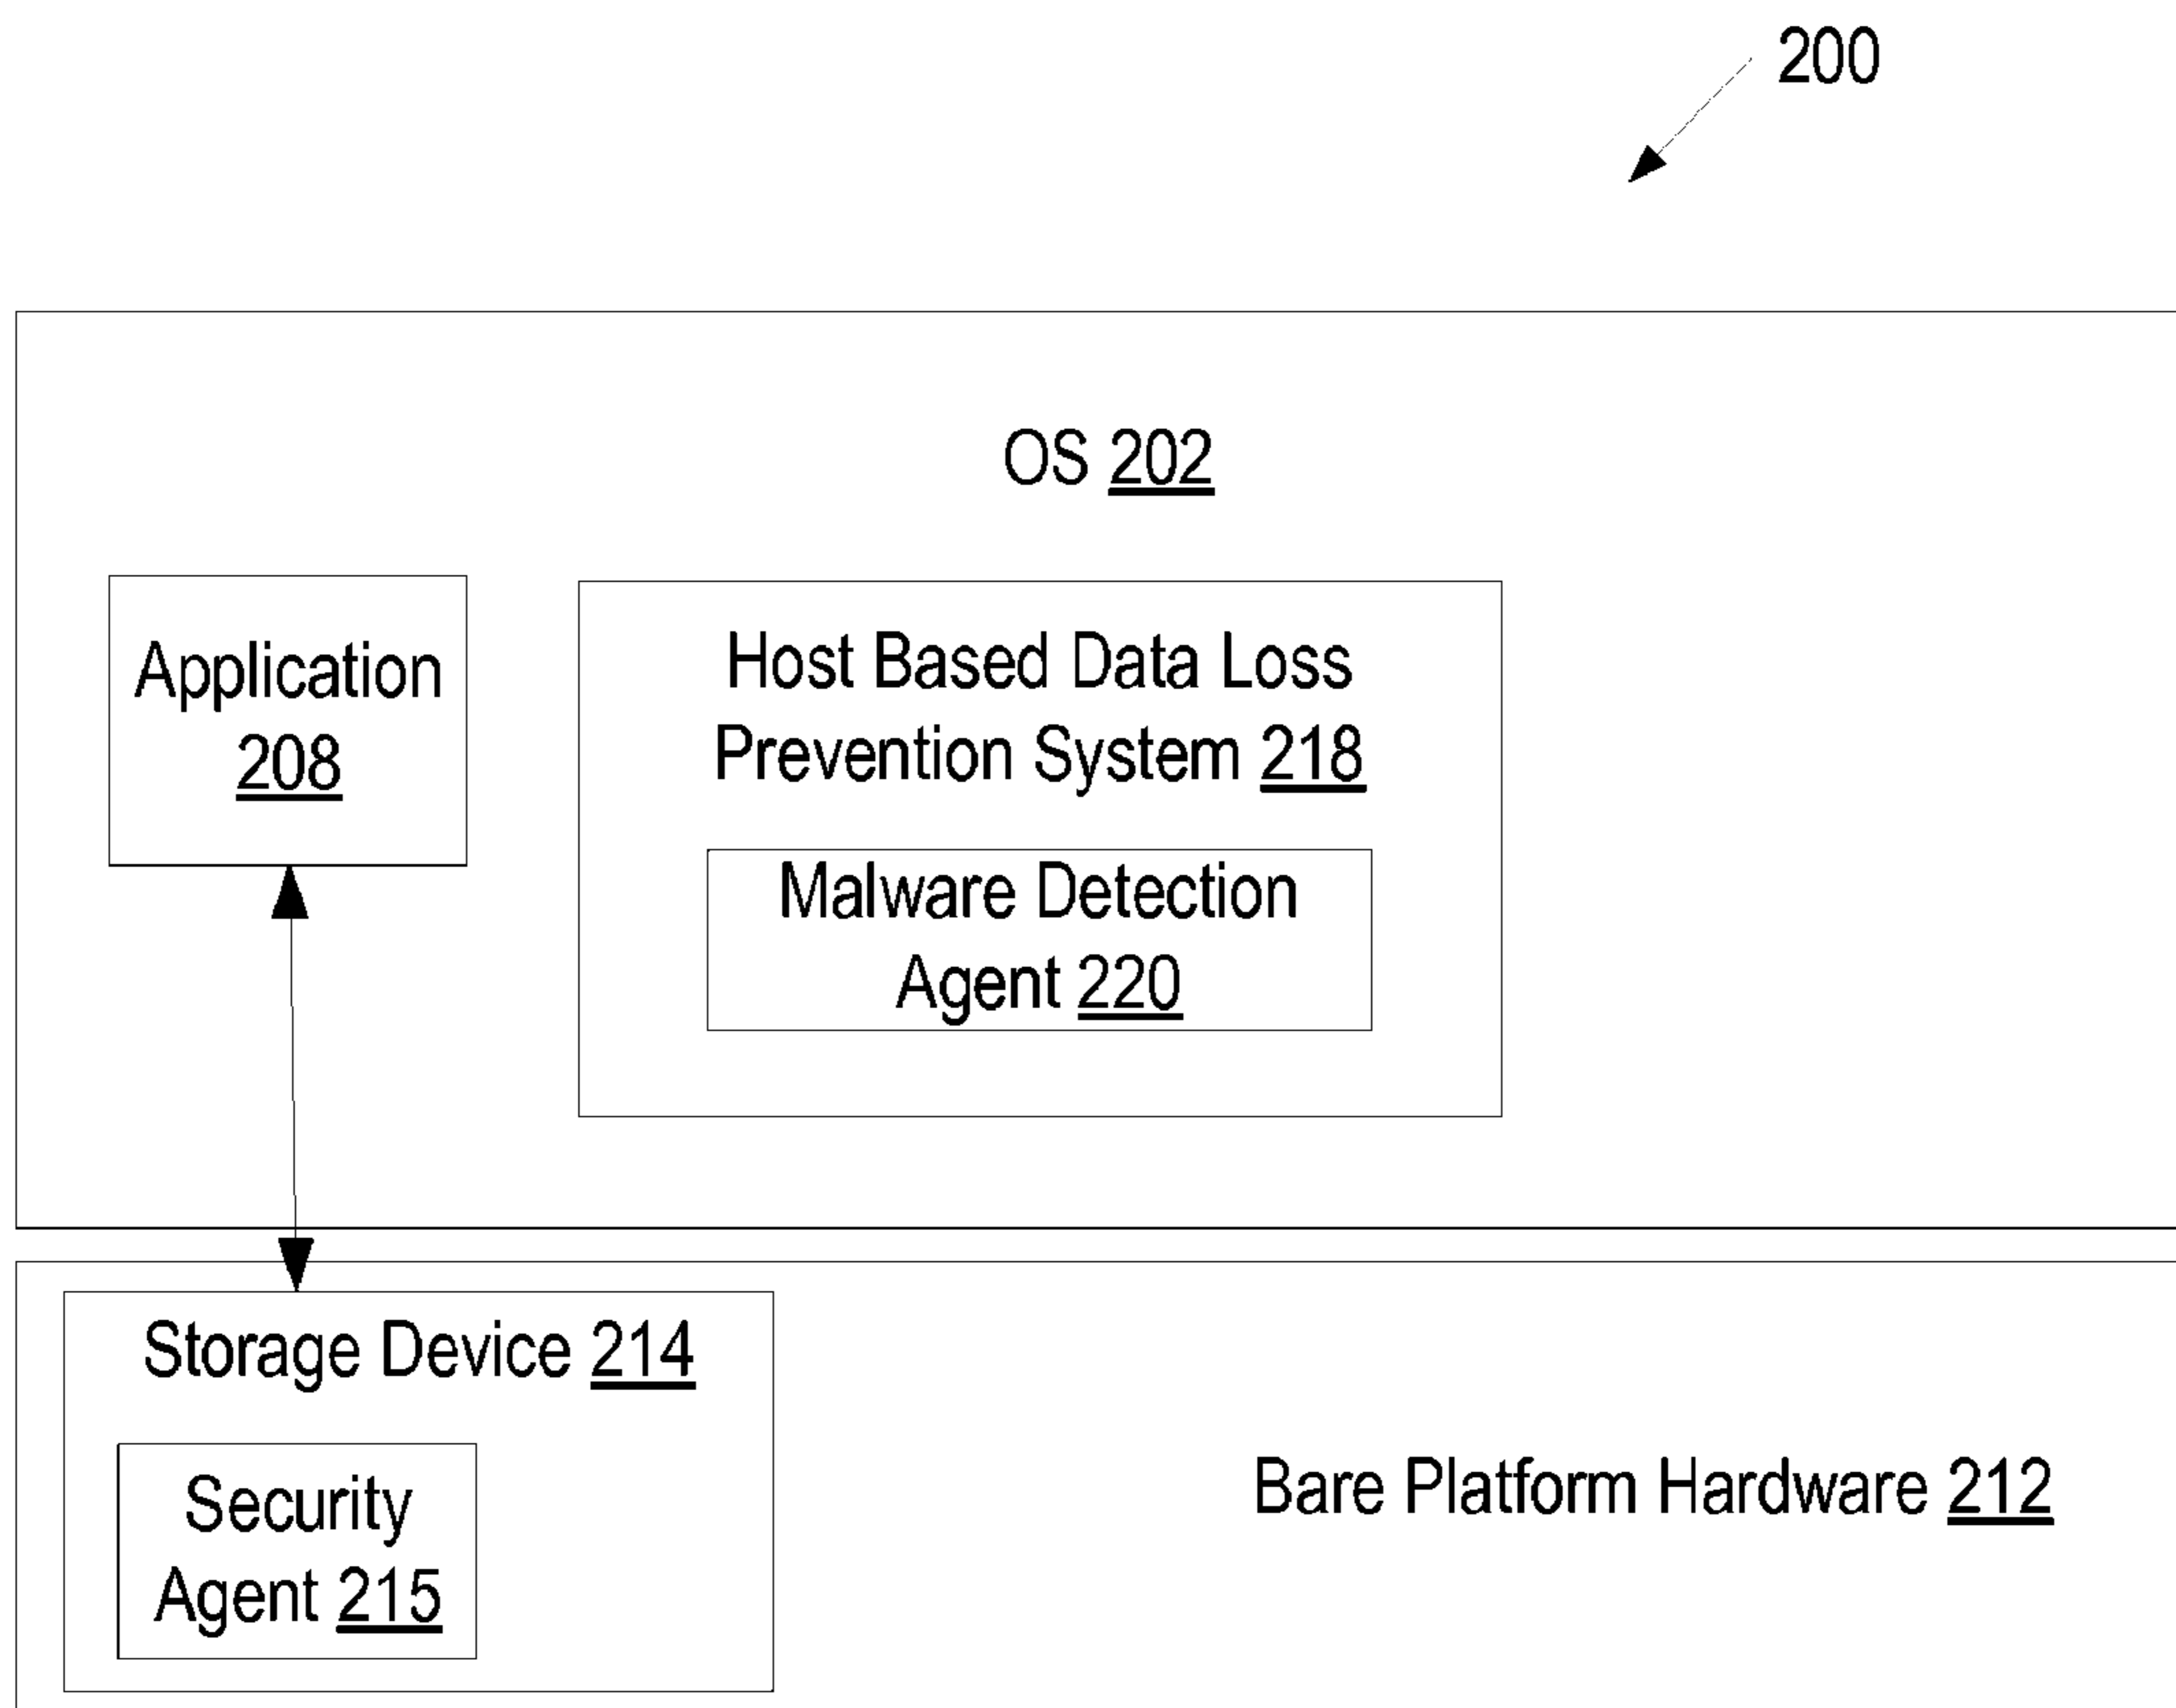 200
OS 202
Application
208
Host Based Data Loss
Prevention System 218
Malware Detection
Agent 220
Storage Device 214
Security
Agent 215
Bare Platform Hardware 212